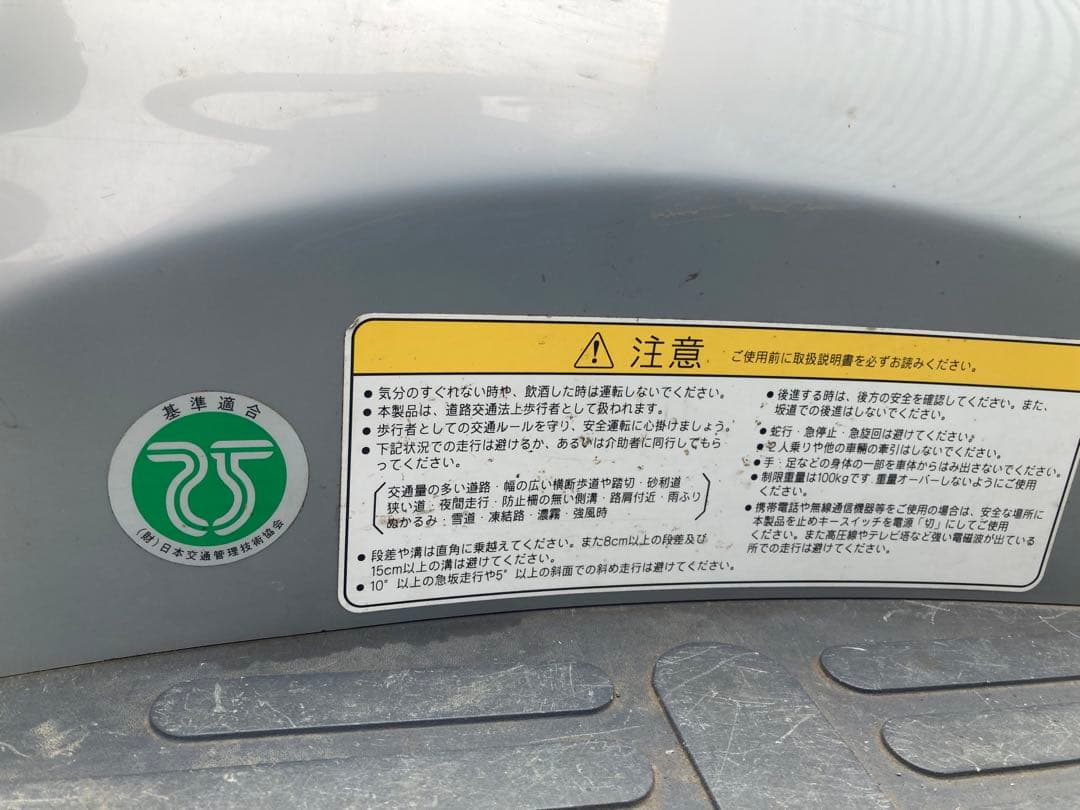 基準適合
(財)日本交通管理技術協会
注意 ご使用前に取扱説明書を必ずお読みください。
● 気分のすぐれない時や、飲酒した時は運転しないでください。
● 本製品は、道路交通法上歩行者として扱われます。
● 歩行者としての交通ルールを守り、安全運転に心掛けましょう。
● 下記状況での走行は避けるか、あるいは介助者に同行してもら
ってください。
交通量の多い道路・幅の広い横断歩道や踏切・砂利道
狭い道・夜間走行・防止柵の無い側溝・路肩付近・雨ふり
ぬかるみ・雪道・凍結路・濃霧・強風時
● 段差や溝は直角に乗越えてください。また8cm以上の段差及び
15cm以上の溝は避けてください。
● 10°以上の急坂走行や5°以上の斜面での斜め走行は避けてください。
● 後進する時は、後方の安全を確認してください。また、
坂道での後進はしないでください。
● 蛇行・急停止・急旋回は避けてください。
● 2人乗りや他の車輛の牽引はしないでください。
● 手・足などの身体の一部を車体からはみ出さないでください。
● 制限重量は100kgです.重量オーバーしないようにご使用
ください。
● 携帯電話や無線通信機器等をご使用の場合は、安全な場所に
本製品を止めキースイッチを電源「切」にしてご使用
ください。また高圧線やテレビ塔など強い電磁波が出ている
所での走行は避けてください。